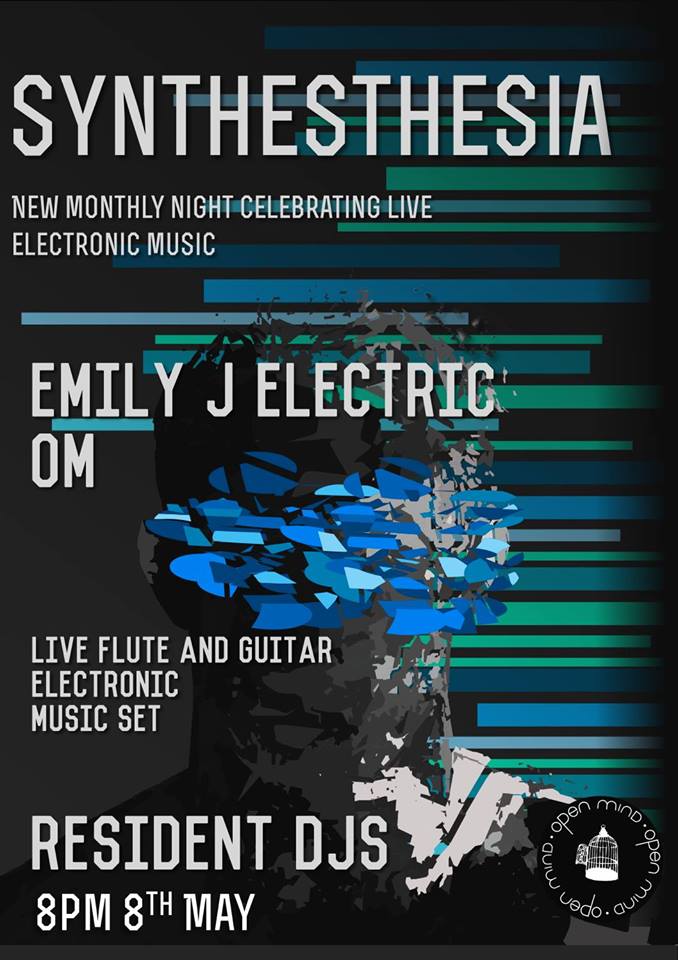 SYNTHESTHESIA
NEW MONTHLY NIGHT CELEBRATING LIVE
ELECTRONIC MUSIC
EMILY J ELECTRIC
OM
LIVE FLUTE AND GUITAR
ELECTRONIC
MUSIC SET
RESIDENT DJS
8PM 8TH MAY
open mind · open mind · open mind ·